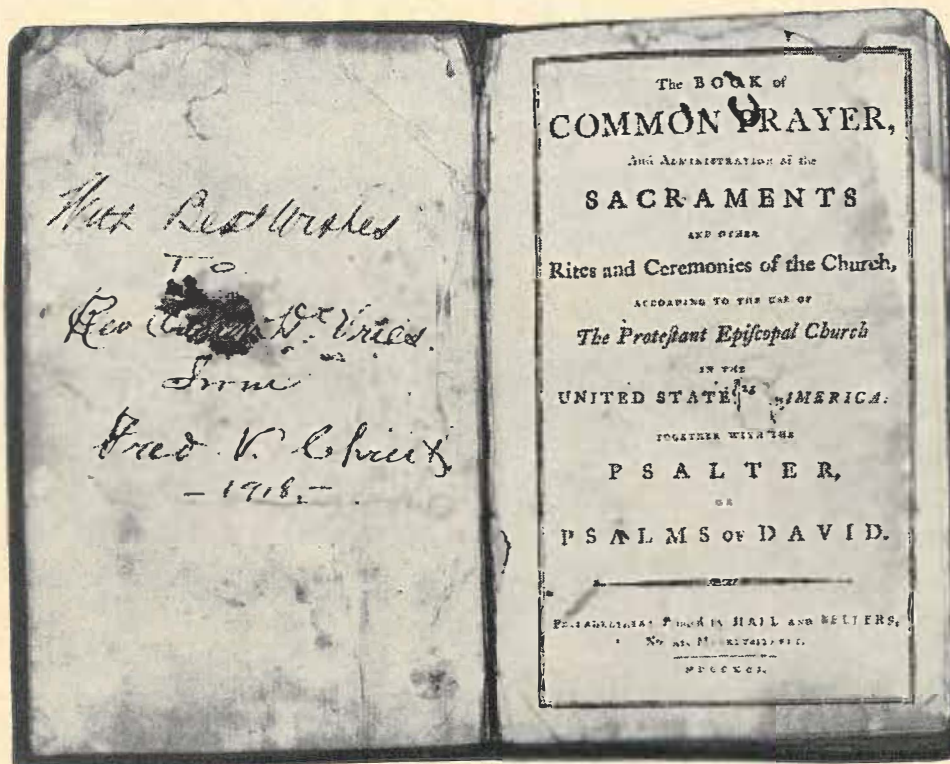 With Best Wishes
To
Rev De Vries.
From
Fred V. Christ
- 1918. -
The BOOK of
COMMON PRAYER,
And ADMINISTRATION of the
SACRAMENTS
AND OTHER
Rites and Ceremonies of the Church,
ACCORDING TO THE USE OF
The Proteſtant Epiſcopal Church
IN THE
UNITED STATES AMERICA:
TOGETHER WITH THE
PSALTER,
OR
PSALMS OF DAVID.
PHILADELPHIA: HALL AND SELLERS,
MDCCXCI.